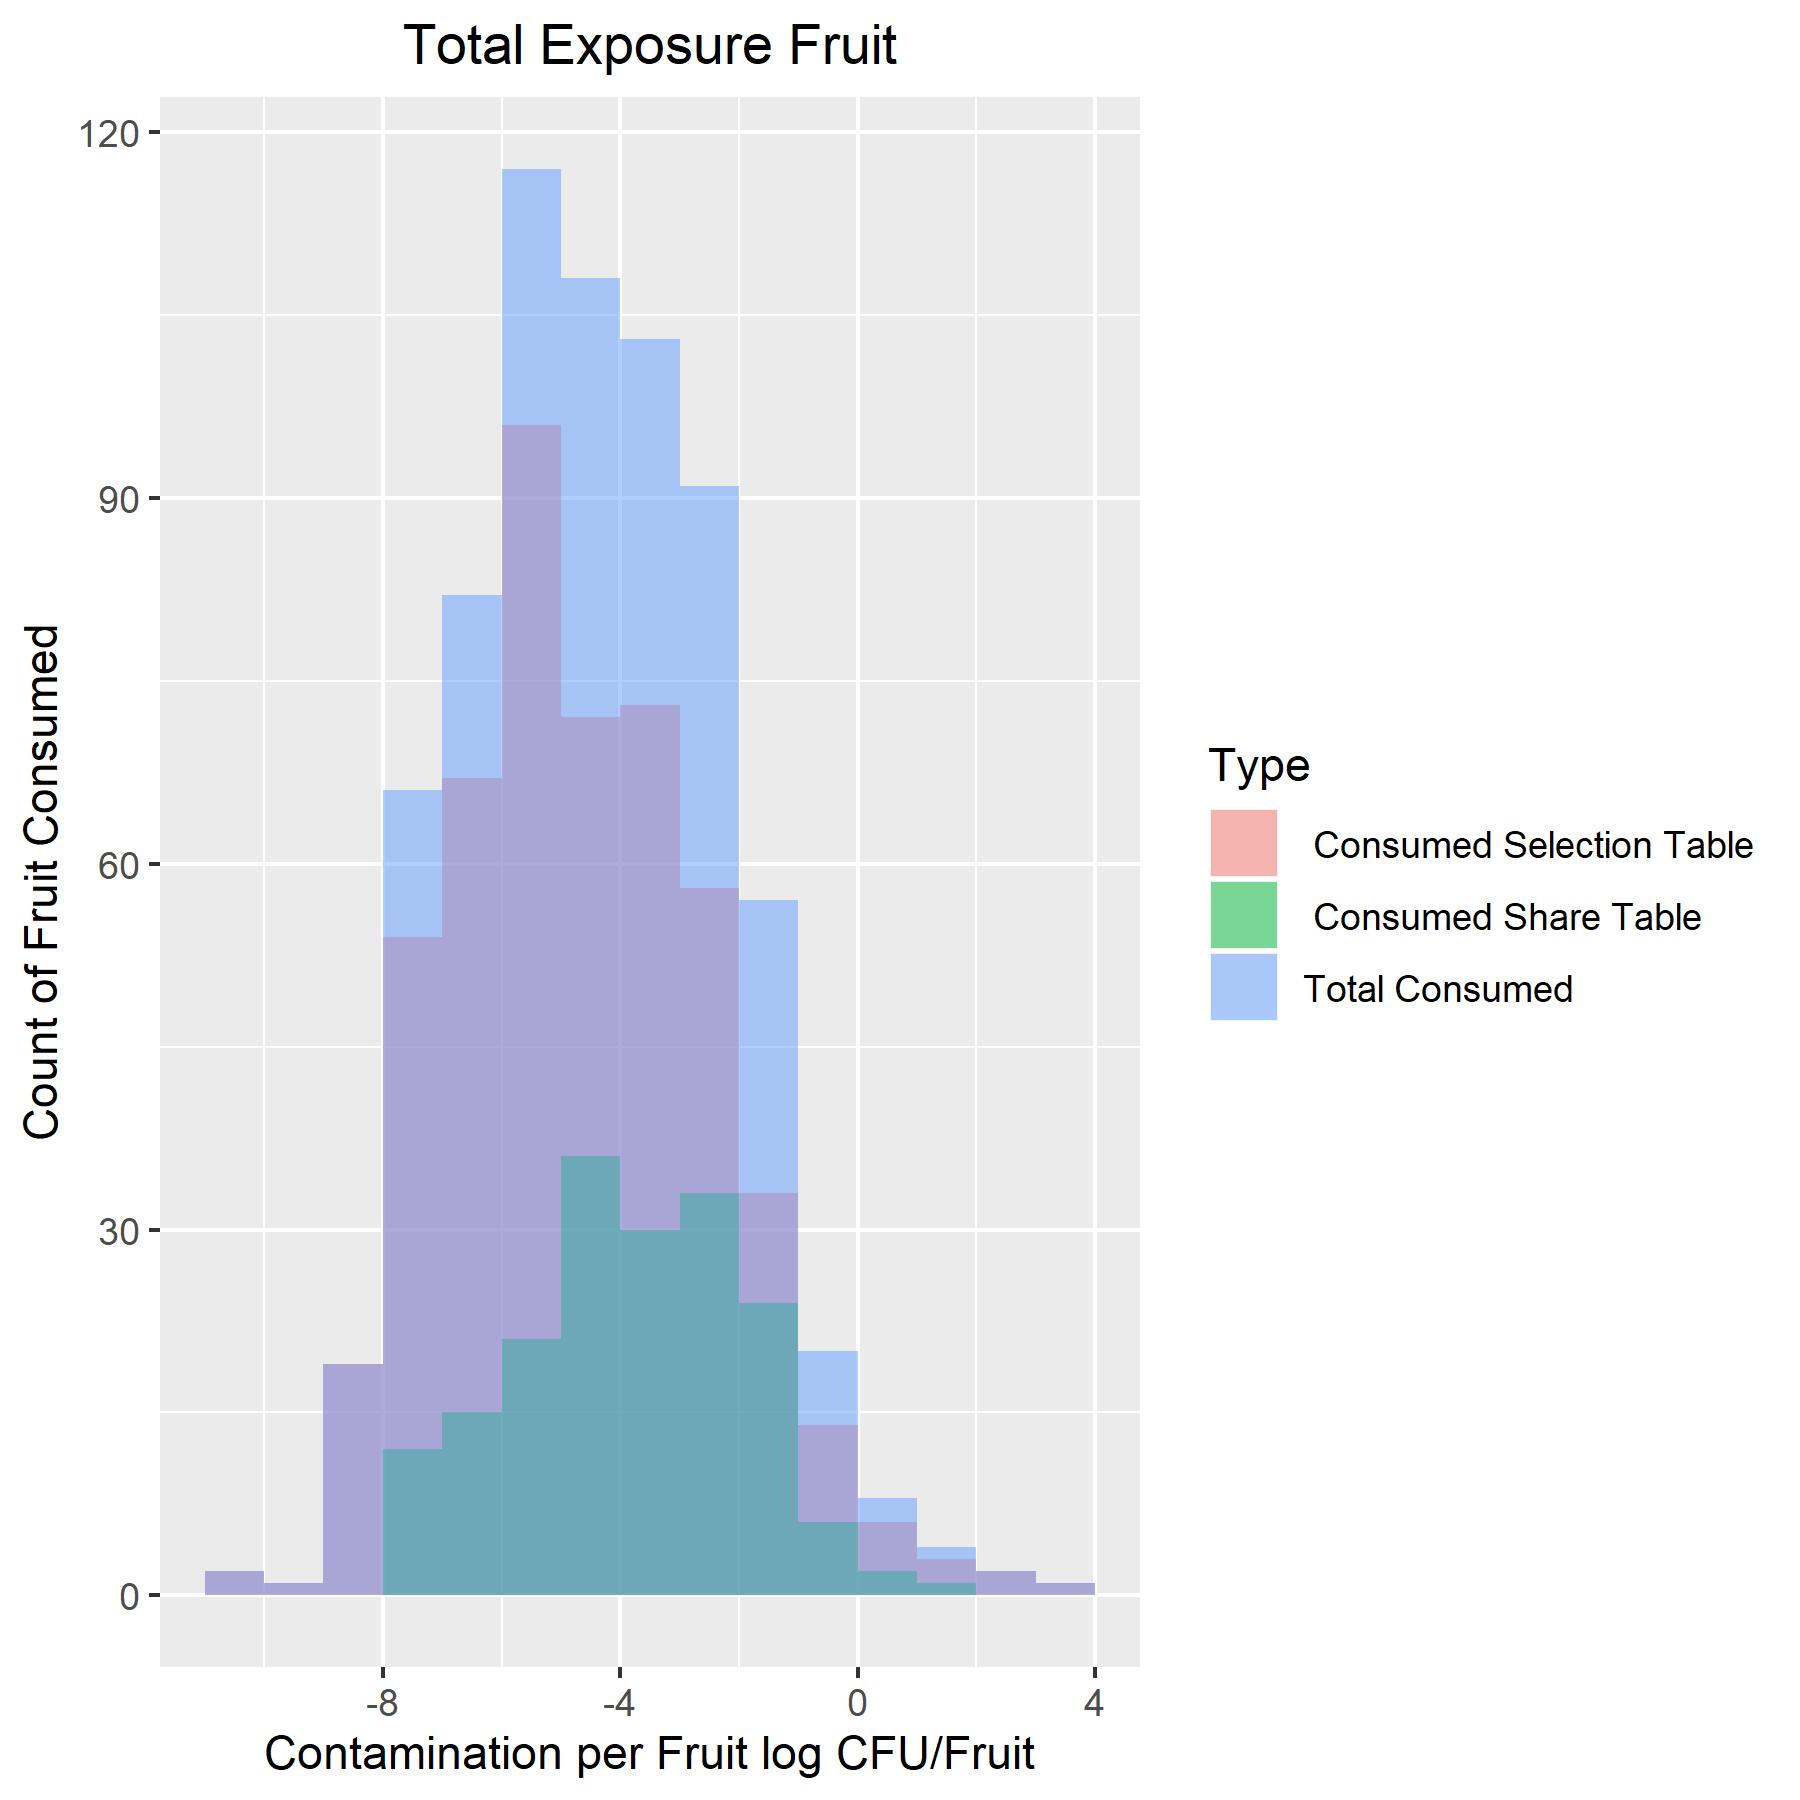 Total Exposure Fruit
120
90
60
30
0
Count of Fruit Consumed
-8
-4
0
4
Contamination per Fruit log CFU/Fruit
Type
Consumed Selection Table
Consumed Share Table
Total Consumed